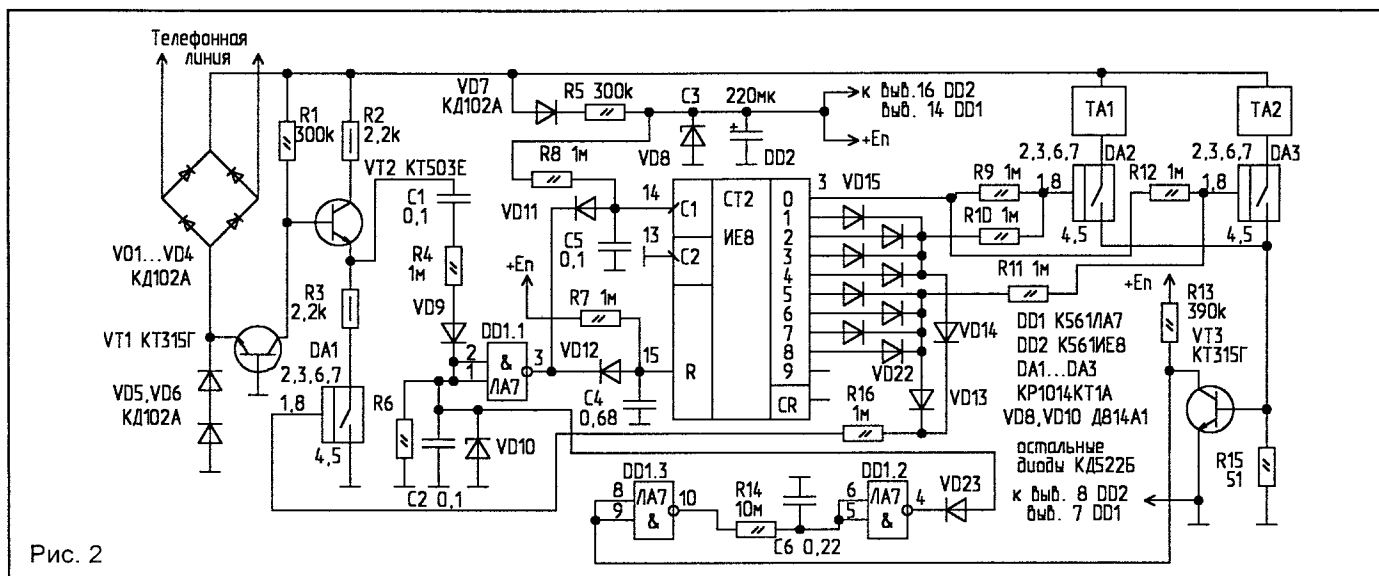 Телефонная
линия
VD7
КД102А
R5 300k
C3
220мк
+
к выв.16 DD2
выв. 14 DD1
+Еп
TA1
TA2
R1
300k
R2
2,2k
VT2 КТ503Е
C1
0,1
R4
1м
R8 1м
VD8
DD2
VD11
C5
0,1
14
13
C1
C2
R
CT2
ИЕ8
CR
0
1
2
3
4
5
6
7
8
9
3
VD15
R9 1м
R10 1м
2,3,6,7
DA2
1,8
4,5
R12 1м
2,3,6,7
DA3
1,8
4,5
VD1...VD4
КД102А
R3
2,2k
VD9
+Еп
R7 1м
R11 1м
+Еп
R13
390k
VT3
КТ315Г
VT1 КТ315Г
DA1
2,3,6,7
1,8
4,5
DD1.1
2
1
&
ЛА7
3
VD12
15
C4
0,68
VD14
VD22
VD13
R16
1м
DD1 К561ЛА7
DD2 К561ИЕ8
DA1...DA3
КР1014КТ1А
VD8,VD10 Д814А1
остальные
диоды КД522Б
к выв. 8 DD2
выв. 7 DD1
VD5,VD6
КД102А
R6
VD10
C2 0,1
DD1.3
8
9
ЛА7
&
10
R14
10м
C6 0,22
DD1.2
6
5
ЛА7
&
4
VD23
R15
51
Рис. 2